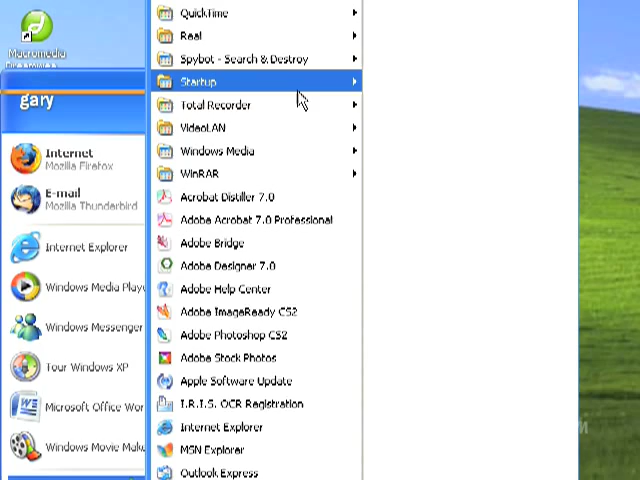 Macromedia
gary
Internet
Mozilla Firefox
E-mail
Mozilla Thunderbird
Internet Explorer
Windows Media Playe
Windows Messenger
Tour Windows XP
Microsoft Office Wor
Windows Movie Make
QuickTime
Real
Spybot - Search & Destroy
Startup
Total Recorder
VideoLAN
Windows Media
WinRAR
Acrobat Distiller 7.0
Adobe Acrobat 7.0 Professional
Adobe Bridge
Adobe Designer 7.0
Adobe Help Center
Adobe ImageReady CS2
Adobe Photoshop CS2
Adobe Stock Photos
Apple Software Update
I.R.I.S. OCR Registration
Internet Explorer
MSN Explorer
Outlook Express